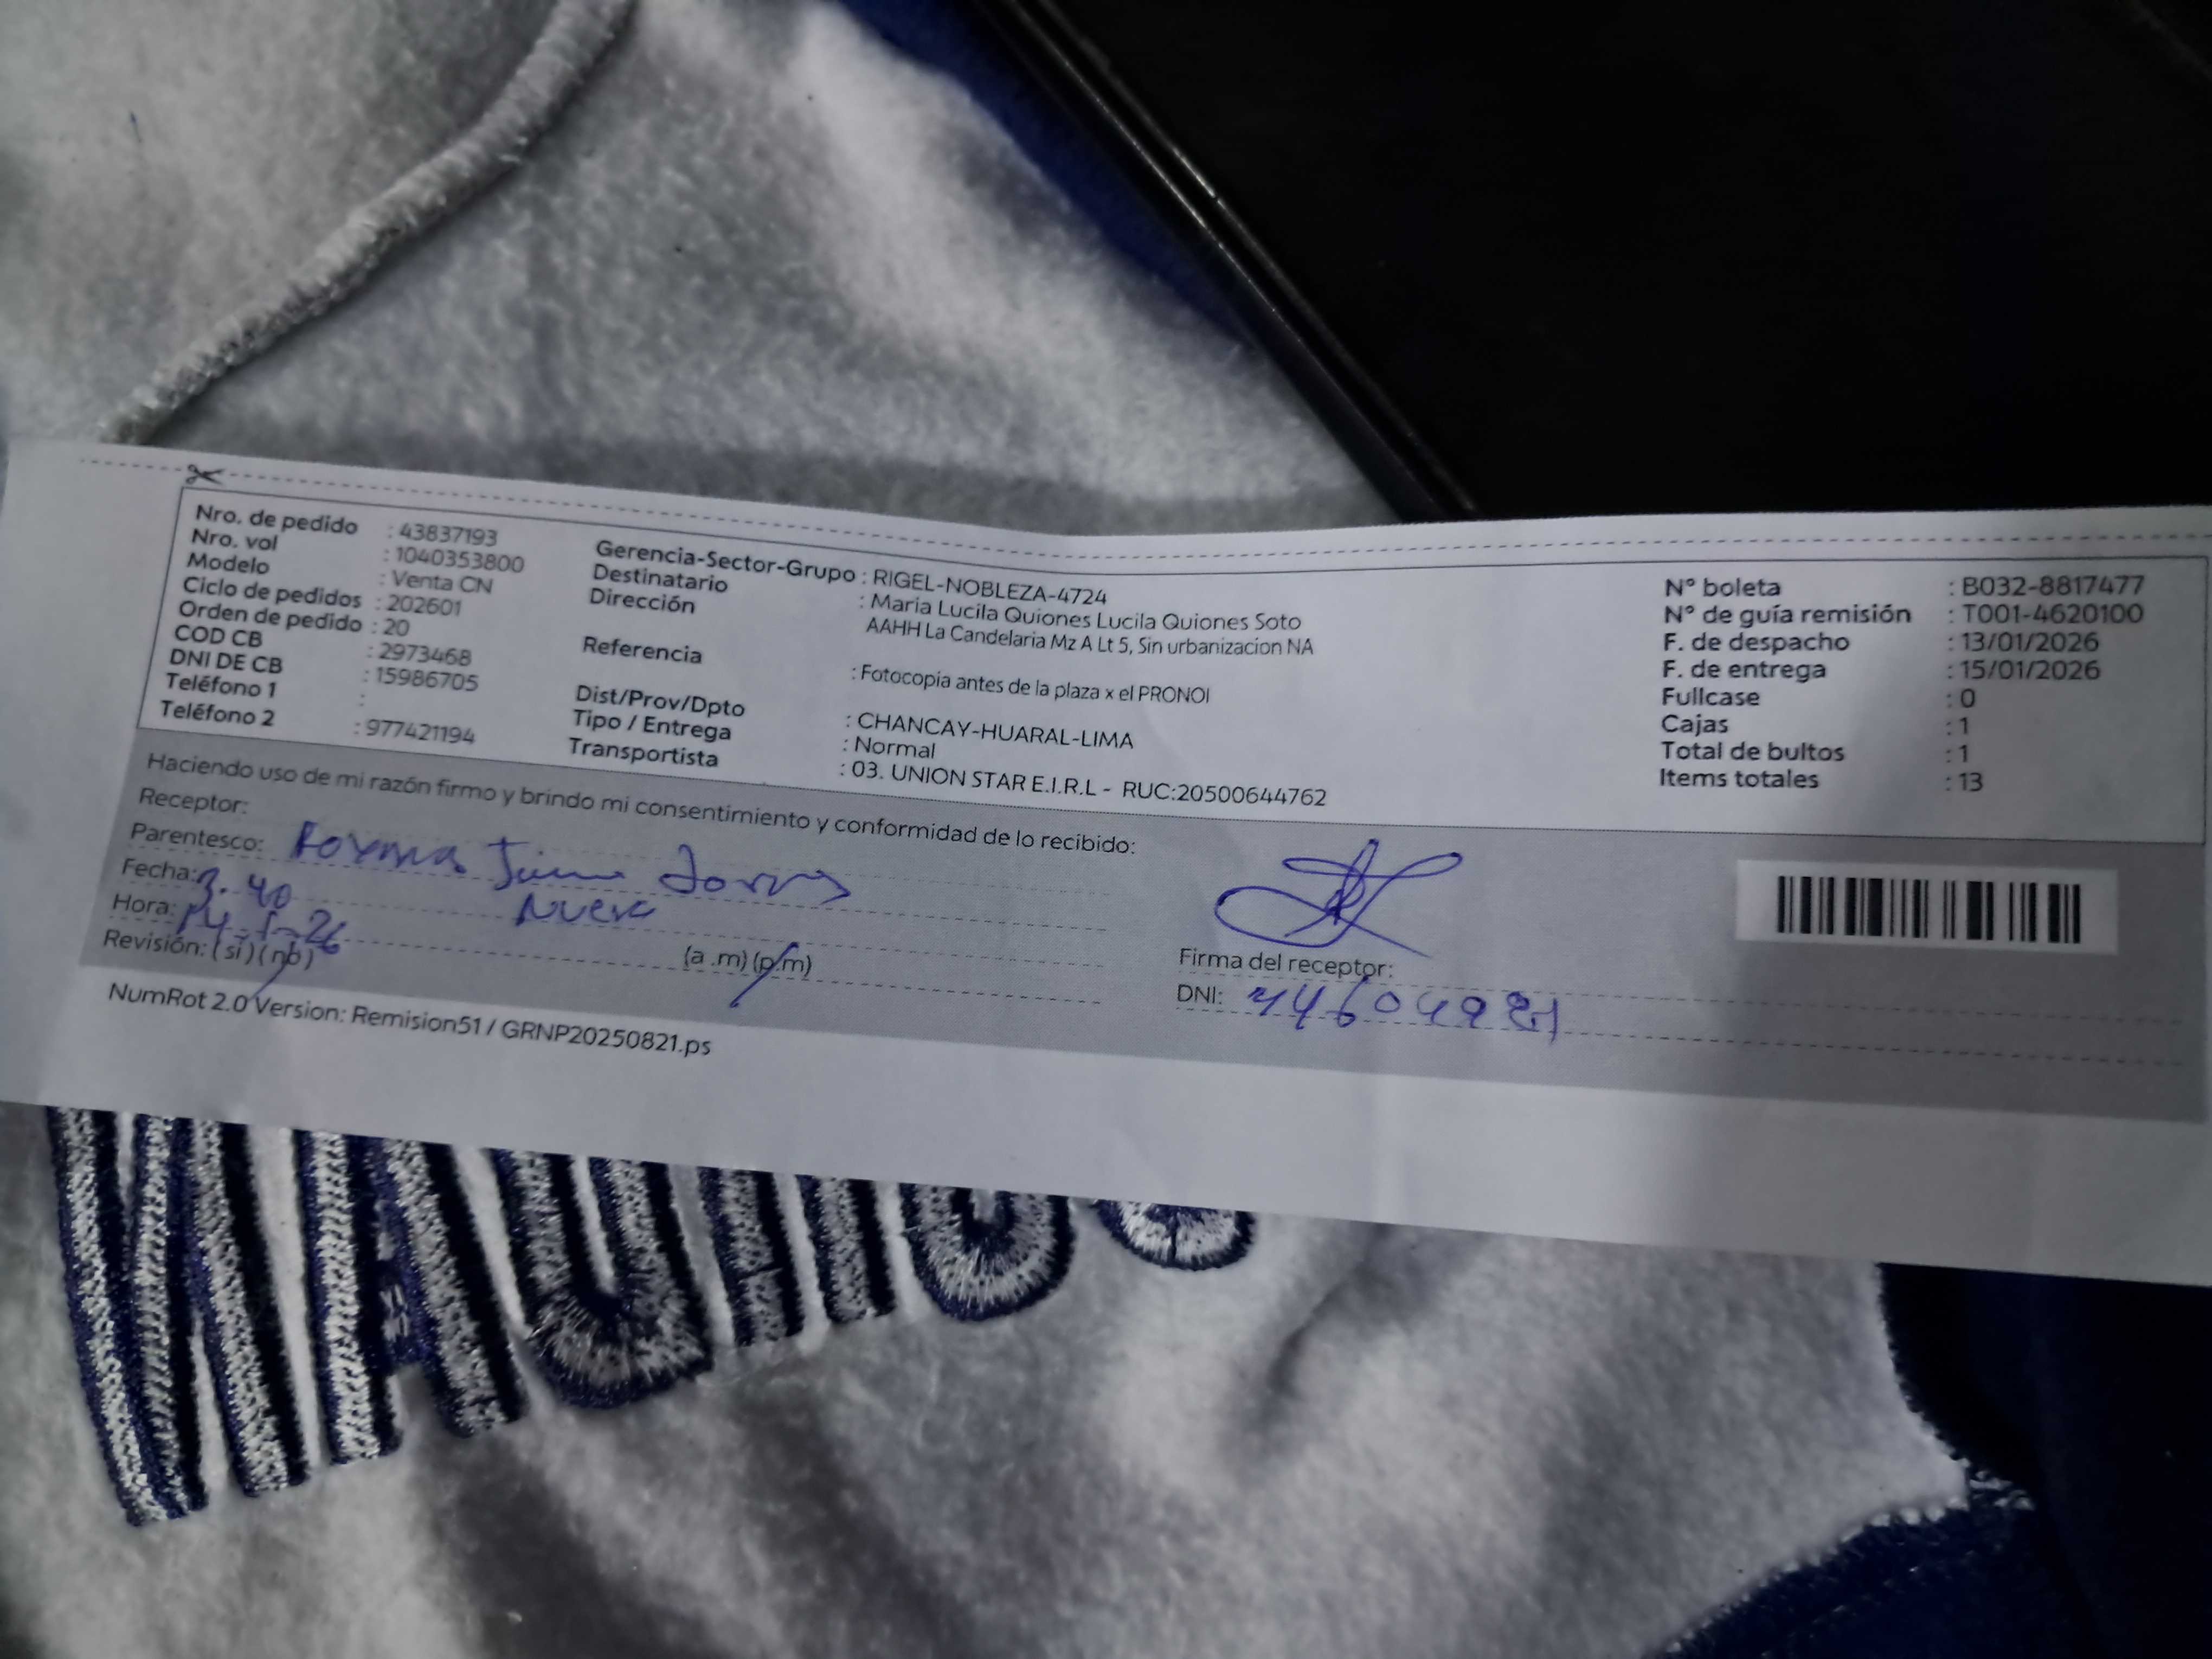 Nro. de pedido : 43837193
Nro. vol : 1040353800
Modelo : Venta CN
Ciclo de pedidos : 202601
Orden de pedido : 20
COD CB : 2973468
DNI DE CB : 15986705
Teléfono 1 :
Teléfono 2 : 977421194
Gerencia-Sector-Grupo : RIGEL-NOBLEZA-4724
Destinatario : Maria Lucila Quiones Lucila Quiones Soto
Dirección AAHH La Candelaria Mz A Lt 5, Sin urbanizacion NA
Referencia : Fotocopia antes de la plaza x el PRONOI
Dist/Prov/Dpto : CHANCAY-HUARAL-LIMA
Tipo / Entrega : Normal
Transportista : 03. UNION STAR E.I.R.L - RUC:20500644762
N° boleta : B032-8817477
N° de guía remisión : T001-4620100
F. de despacho : 13/01/2026
F. de entrega : 15/01/2026
Fullcase : 0
Cajas : 1
Total de bultos : 1
Items totales : 13
Haciendo uso de mi razón firmo y brindo mi consentimiento y conformidad de lo recibido:
Receptor:
Parentesco:
Fecha: 3.40 Nuera
Hora: 14-1-26 (a .m) (p.m)
Revisión: (si) (no)
Firma del receptor:
DNI:
NumRot 2.0 Version: Remision51 / GRNP20250821.ps